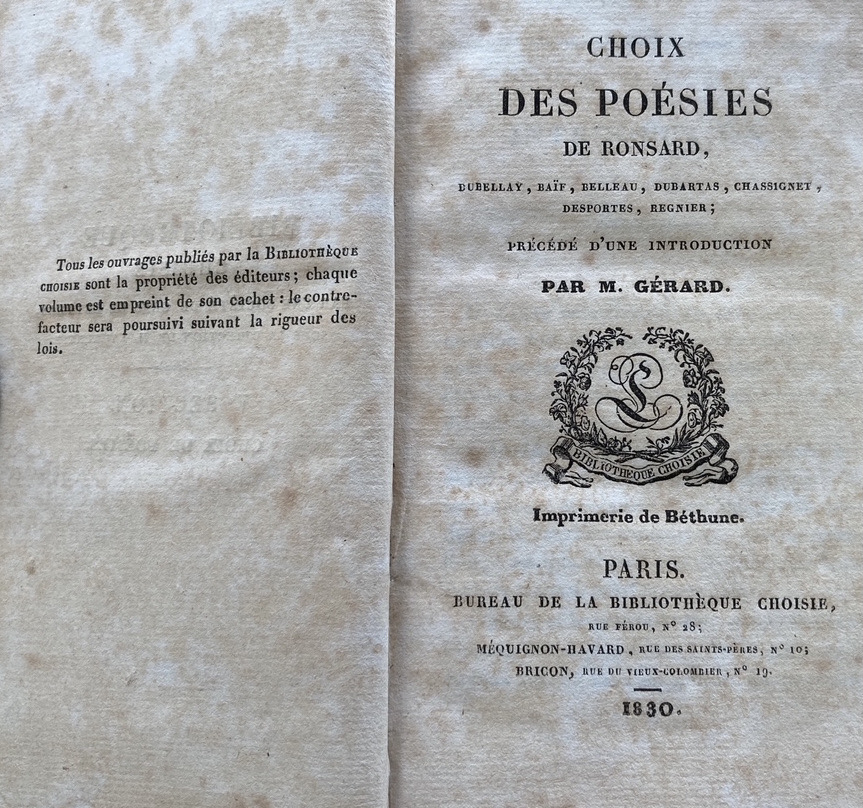 Tous les ouvrages publiés par la BIBLIOTHÈQUE
CHOISIE sont la propriété des éditeurs; chaque
volume est empreint de son cachet : le contre-
facteur sera poursuivi suivant la rigueur des
lois.
CHOIX
DES POÉSIES
DE RONSARD,
DUBELLAY, BAÏF, BELLEAU, DUBARTAS, CHASSIGNET,
DESPORTES, REGNIER;
PRÉCÉDÉ D'UNE INTRODUCTION
PAR M. GÉRARD.
BIBLIOTHEQUE CHOISIE
Imprimerie de Béthune.
PARIS.
BUREAU DE LA BIBLIOTHÈQUE CHOISIE,
RUE FÉROU, N° 28;
MÉQUIGNON-HAVARD, RUE DES SAINTS-PÈRES, N° 10;
BRICON, RUE DU VIEUX-COLOMBIER, N° 19.
1830.